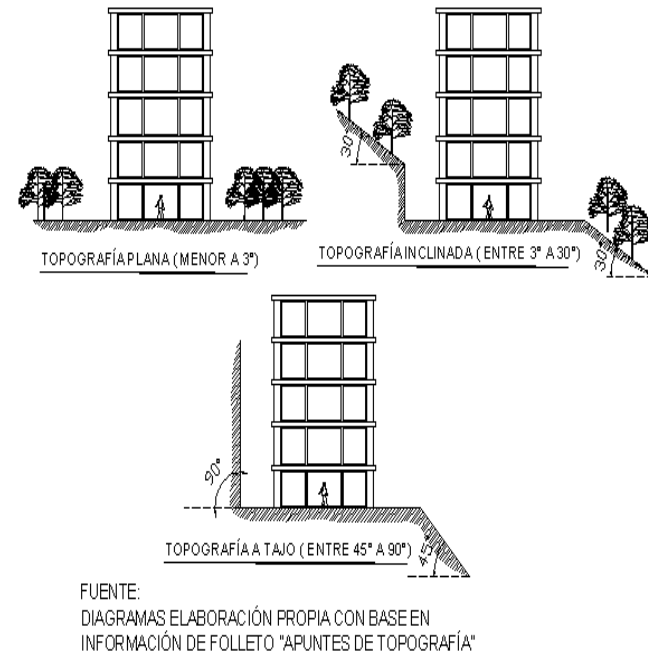 30°
30°
TOPOGRAFÍA PLANA (MENOR A 3°)
TOPOGRAFÍA INCLINADA (ENTRE 3° A 30°)
90°
45°
TOPOGRAFÍA A TAJO (ENTRE 45° A 90°)
FUENTE:
DIAGRAMAS ELABORACIÓN PROPIA CON BASE EN
INFORMACIÓN DE FOLLETO "APUNTES DE TOPOGRAFÍA"